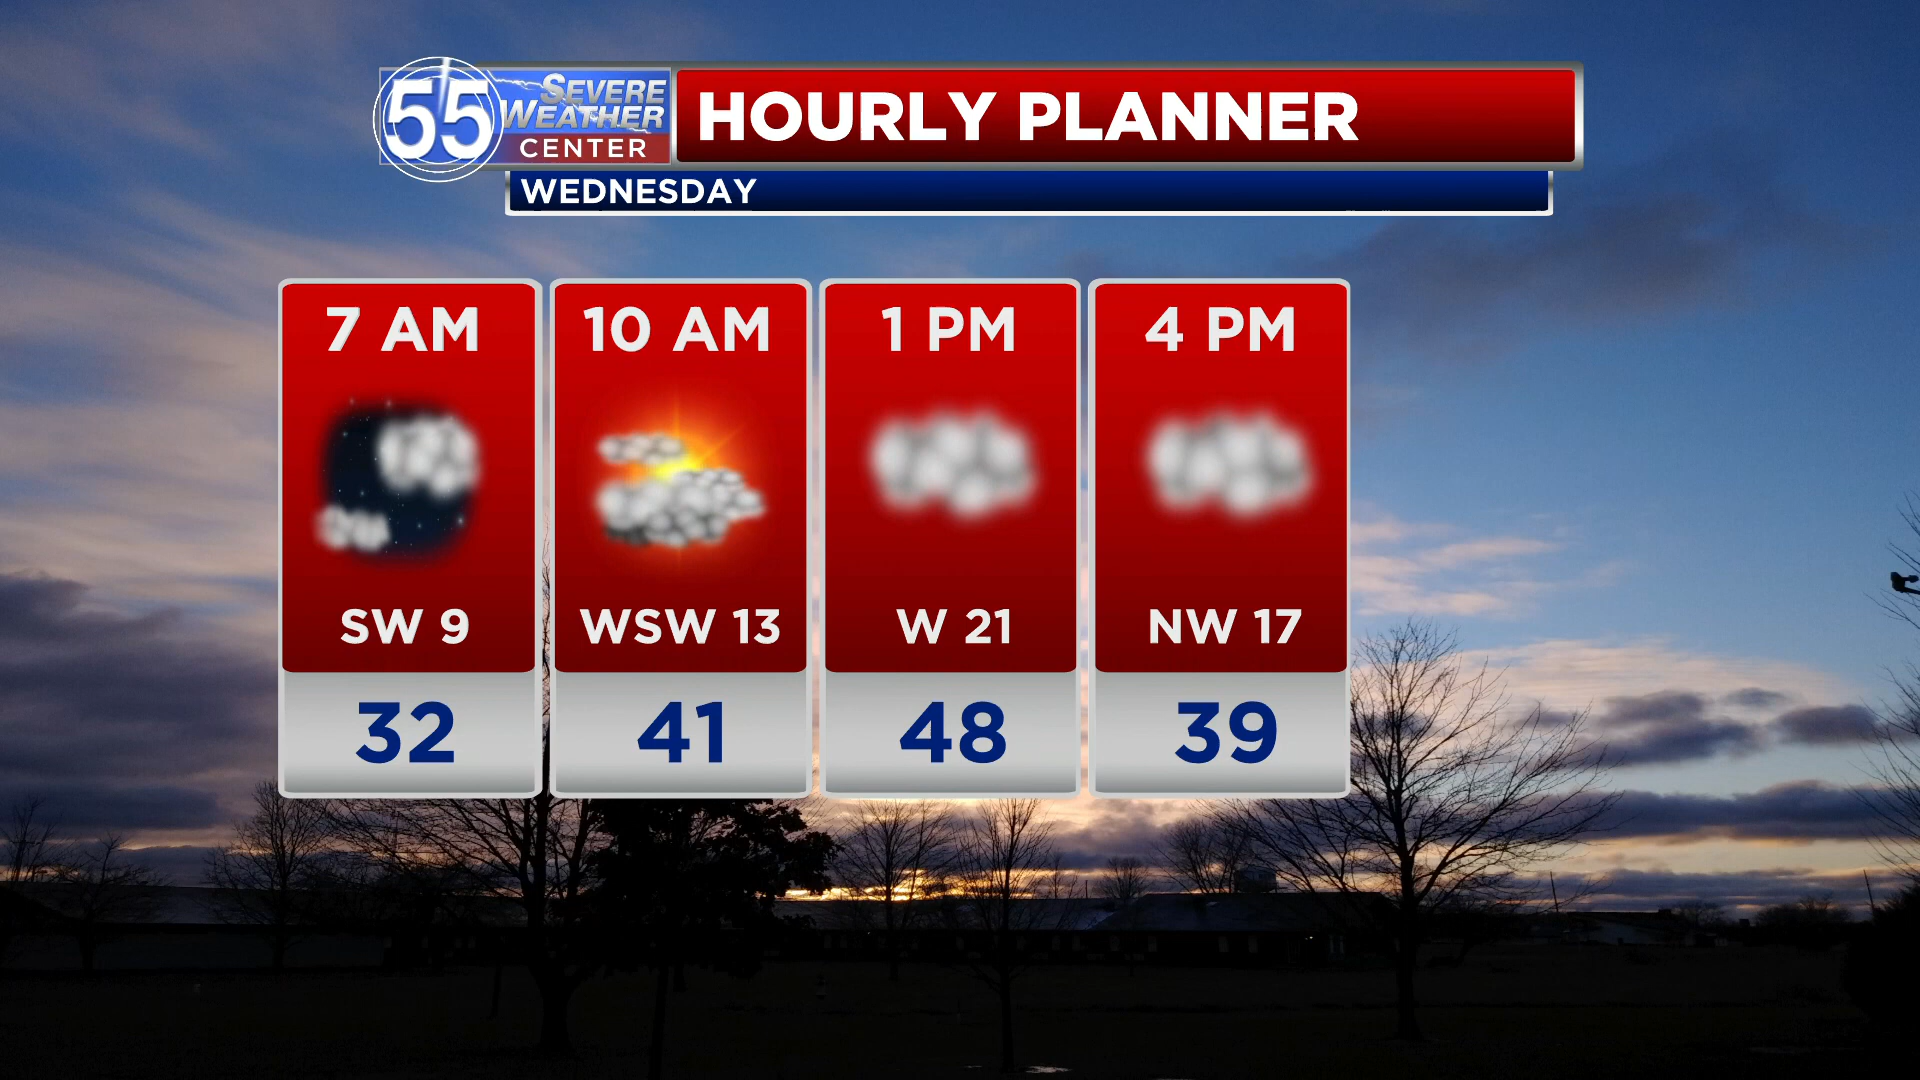 55
SEVERE
WEATHER
CENTER
HOURLY PLANNER
WEDNESDAY
7 AM
10 AM
1 PM
4 PM
SW 9
WSW 13
W 21
NW 17
32
41
48
39